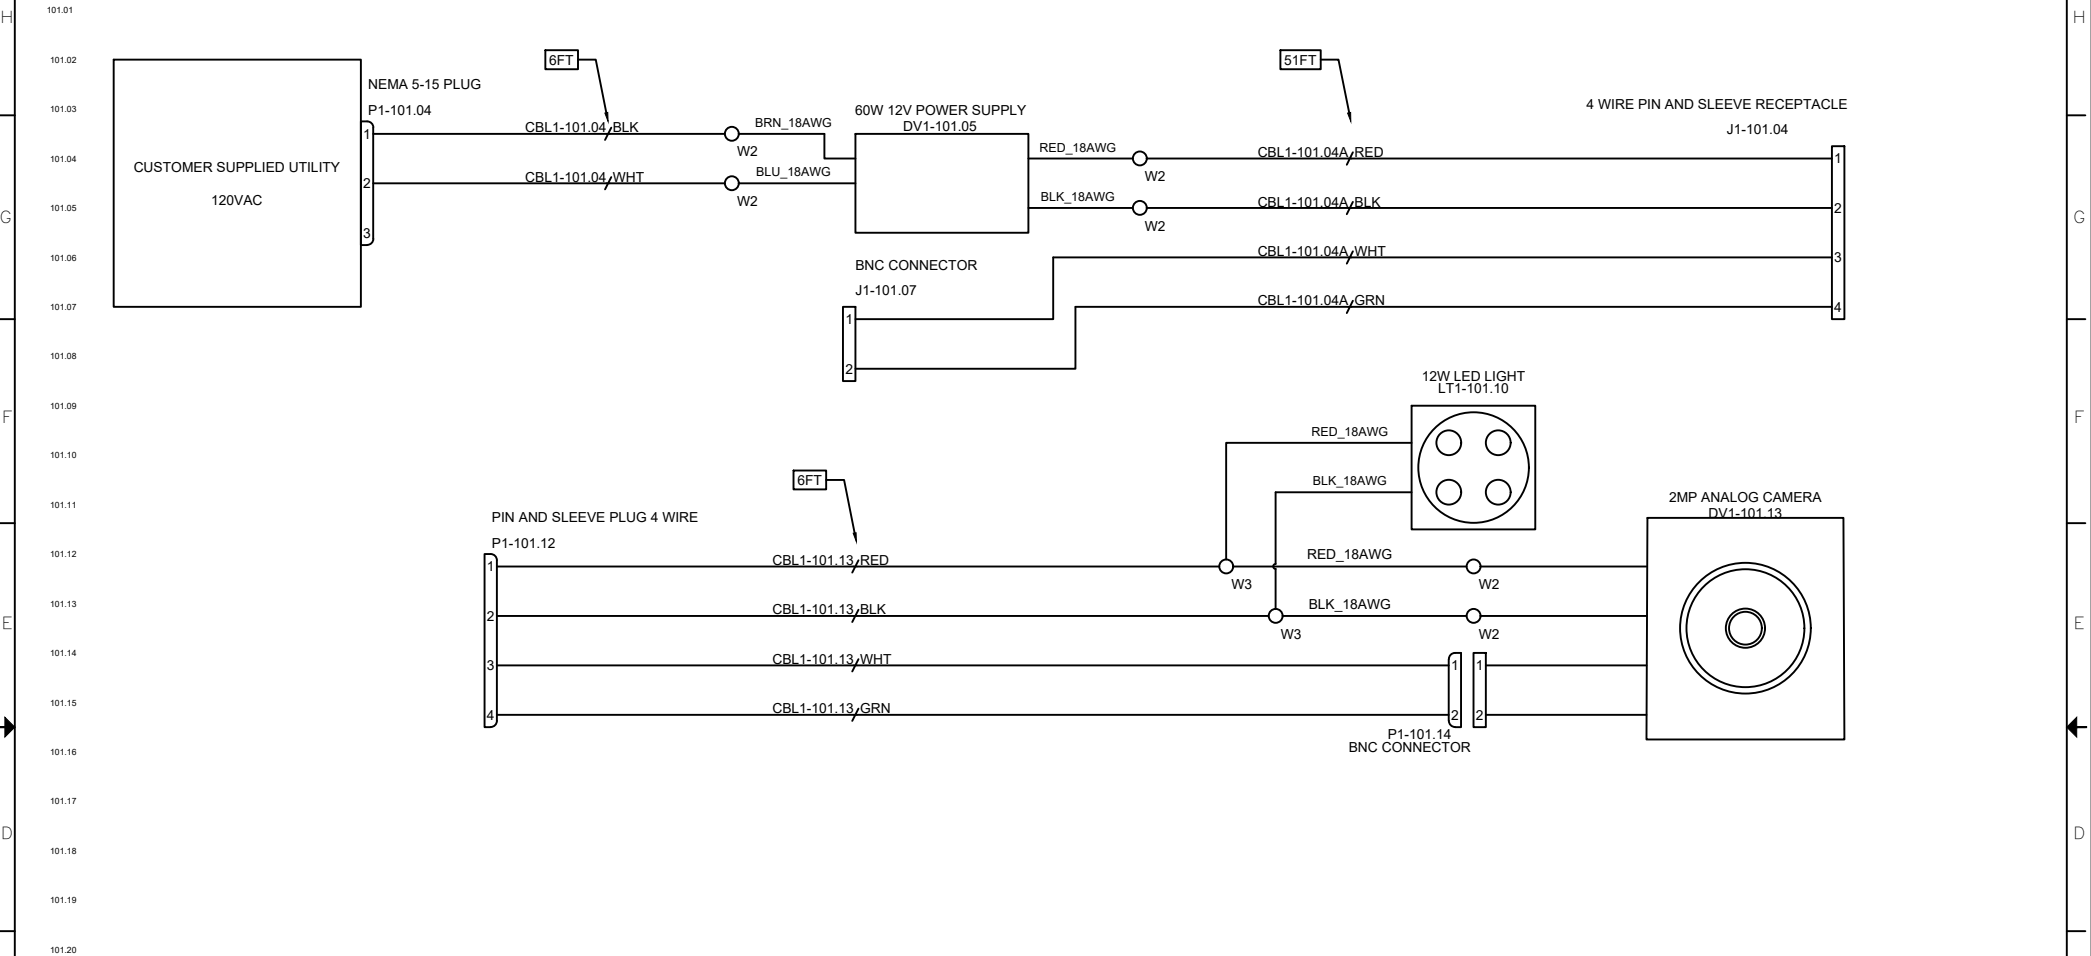 H
101.01
H
101.02
6FT
51FT
NEMA 5-15 PLUG
P1-101.04
101.03
60W 12V POWER SUPPLY
DV1-101.05
4 WIRE PIN AND SLEEVE RECEPTACLE
J1-101.04
1
CBL1-101.04 BLK
W2
BRN_18AWG
101.04
CUSTOMER SUPPLIED UTILITY
120VAC
RED_18AWG
W2
CBL1-101.04A RED
1
2
CBL1-101.04 WHT
W2
BLU_18AWG
101.05
BLK_18AWG
W2
CBL1-101.04A BLK
2
G
G
3
101.06
BNC CONNECTOR
J1-101.07
CBL1-101.04A WHT
3
101.07
CBL1-101.04A GRN
4
1
2
101.08
12W LED LIGHT
LT1-101.10
101.09
F
F
RED_18AWG
101.10
6FT
BLK_18AWG
101.11
2MP ANALOG CAMERA
DV1-101.13
PIN AND SLEEVE PLUG 4 WIRE
P1-101.12
101.12
1
CBL1-101.13 RED
W3
RED_18AWG
W2
101.13
2
CBL1-101.13 BLK
W3
BLK_18AWG
W2
E
E
101.14
3
CBL1-101.13 WHT
1
1
101.15
4
CBL1-101.13 GRN
2
2
P1-101.14
BNC CONNECTOR
101.16
101.17
D
D
101.18
101.19
101.20